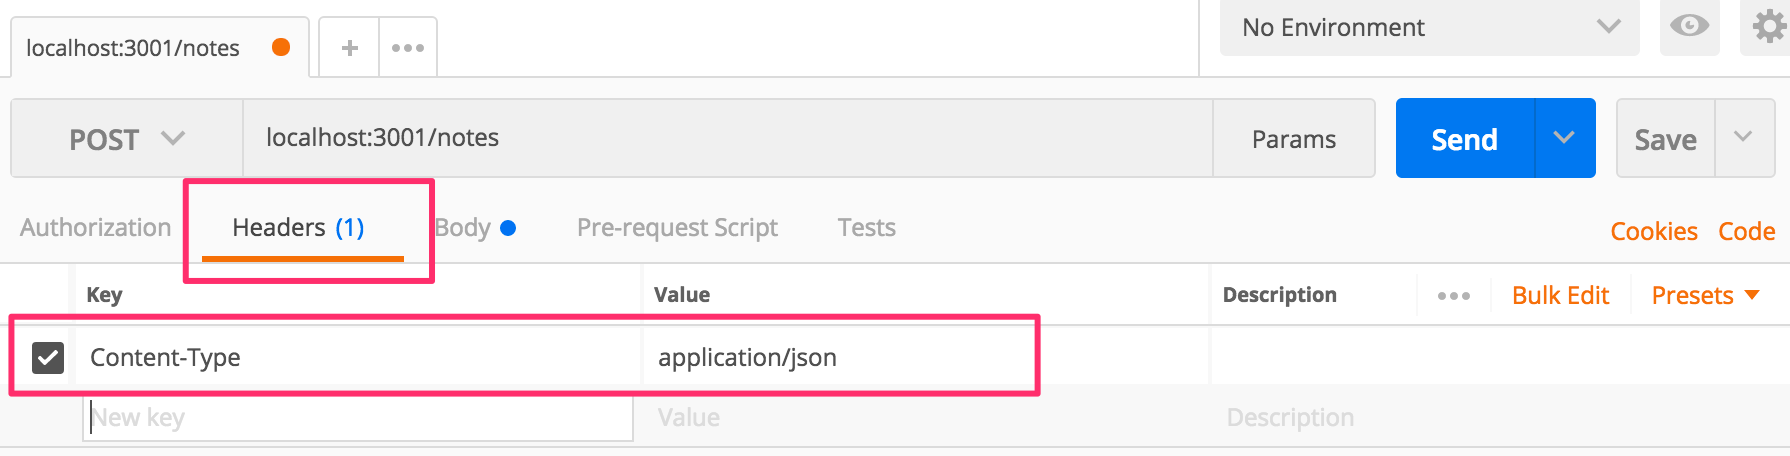 localhost:3001/notes
No Environment
POST localhost:3001/notes Params Send Save
Authorization Headers (1) Body Pre-request Script Tests Cookies Code
Key Value Description Bulk Edit Presets
Content-Type application/json
New key Value Description